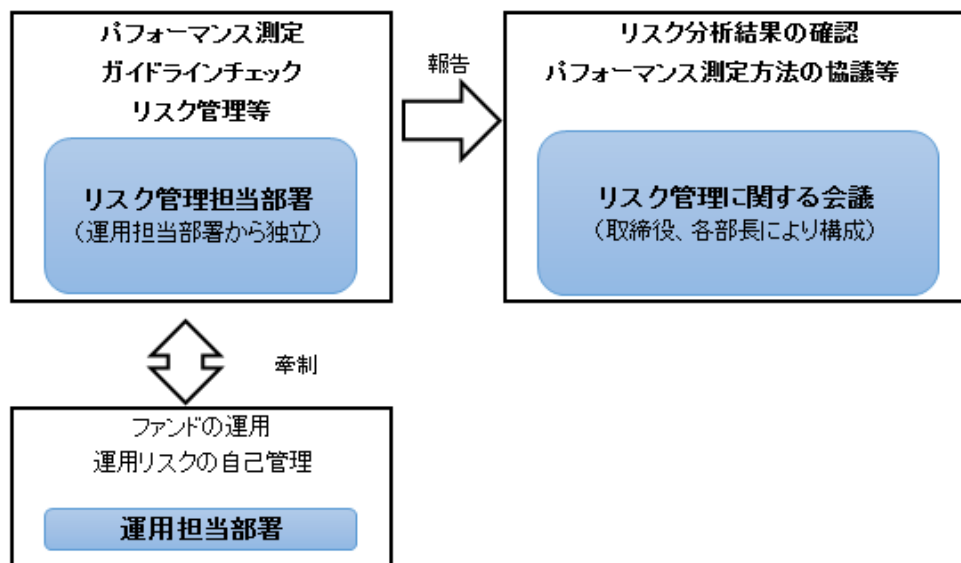 パフォーマンス測定
ガイドラインチェック
リスク管理等
リスク管理担当部署
（運用担当部署から独立）
報告
リスク分析結果の確認
パフォーマンス測定方法の協議等
リスク管理に関する会議
（取締役、各部長により構成）
牽制
ファンドの運用
運用リスクの自己管理
運用担当部署